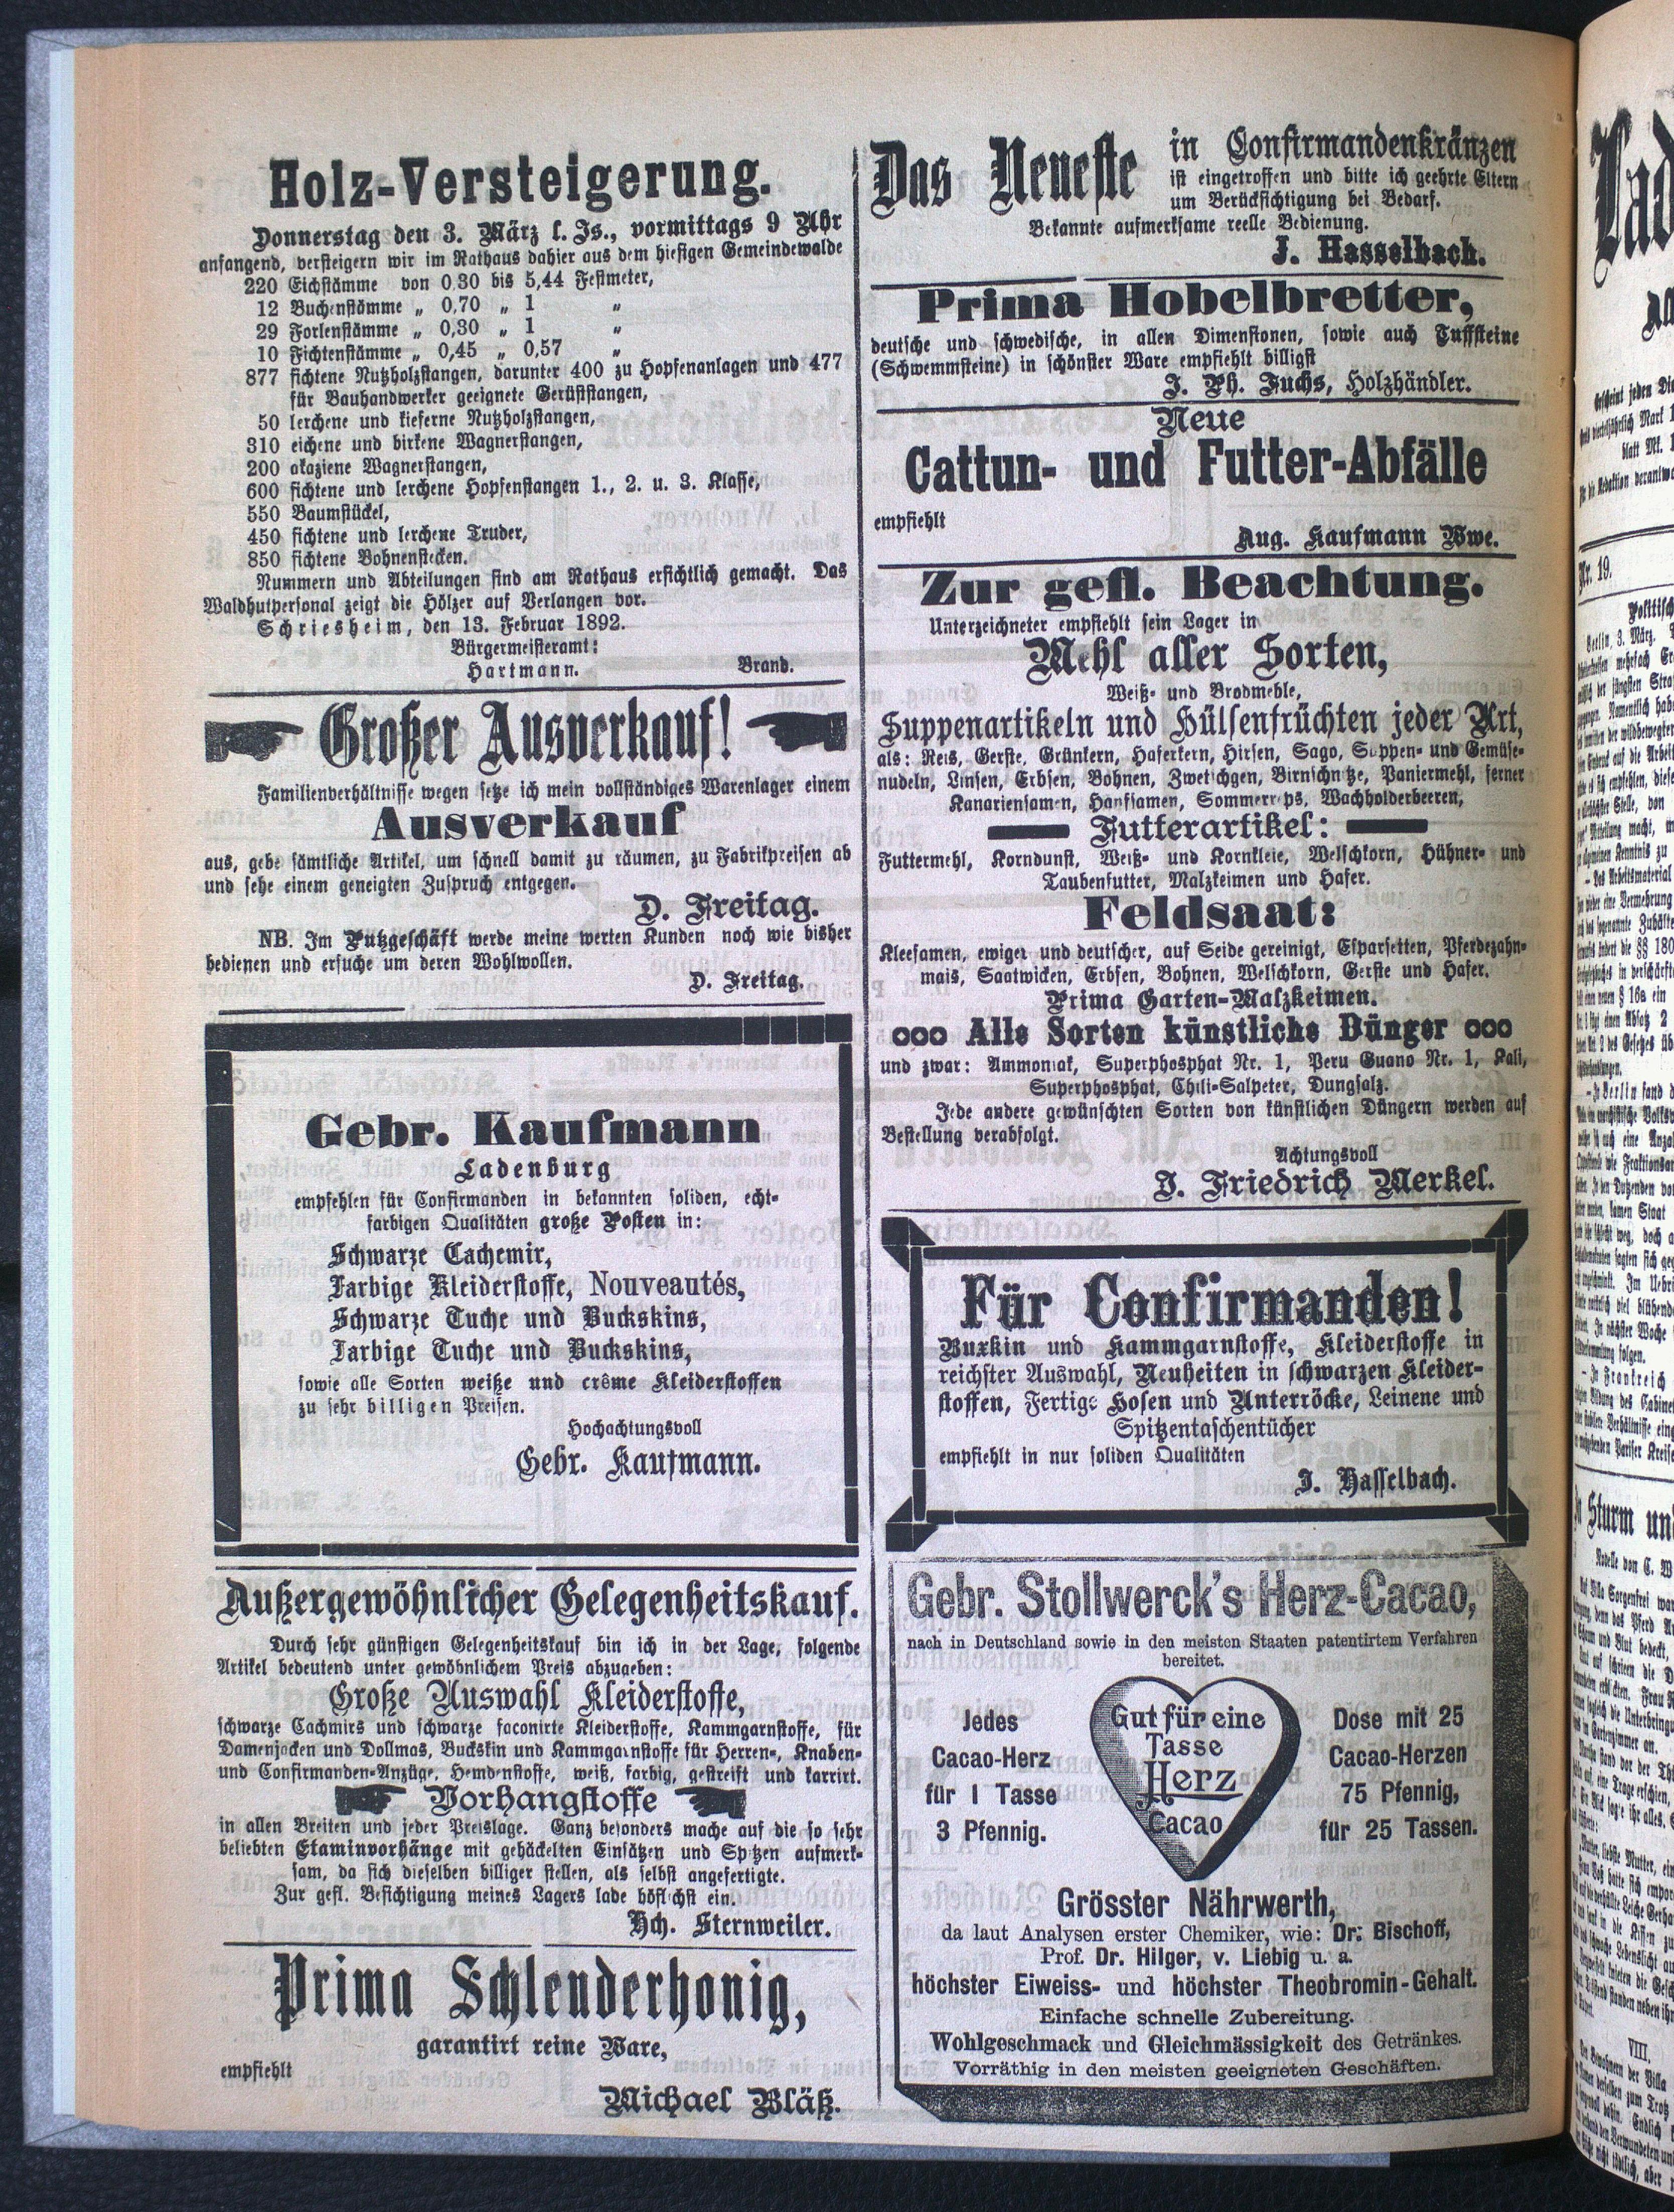 Holz-Versteigerung.
Donnerstag den 3. März l. Js., vormittags 9 Uhr
anfangend, versteigern wir im Rathaus dahier aus dem hiesigen Gemeindewalde
220 Eichstämme von 0,30 bis 5,44 Festmeter,
12 Buchenstämme „ 0,70 „ 1 „
29 Forlenstämme „ 0,30 „ 1 „
10 Fichtenstämme „ 0,45 „ 0,57 „
877 fichtene Nutzholzstangen, darunter 400 zu Hopfenanlagen und 477
für Bauhandwerker geeignete Gerüststangen,
50 lerchene und kieferne Nutzholzstangen,
310 eichene und birkene Wagnerstangen,
200 akaziene Wagnerstangen,
600 fichtene und lerchene Hopfenstangen 1., 2. u. 3. Klasse,
550 Baumstückel,
450 fichtene und lerchene Truder,
850 fichtene Bohnenstecken.
Nummern und Abteilungen sind am Rathaus ersichtlich gemacht. Das
Waldhutpersonal zeigt die Hölzer auf Verlangen vor.
Schriesheim, den 13. Februar 1892.
Bürgermeisteramt:
Hartmann. Brand.
Großer Ausverkauf!
Familienverhältnisse wegen setze ich mein vollständiges Warenlager einem
Ausverkauf
aus, gebe sämtliche Artikel, um schnell damit zu räumen, zu Fabrikpreisen ab
und sehe einem geneigten Zuspruch entgegen.
D. Freitag.
NB. Im Putzgeschäft werde meine werten Kunden noch wie bisher
bedienen und ersuche um deren Wohlwollen.
D. Freitag.
Gebr. Kaufmann
Ladenburg
empfehlen für Confirmanden in bekannten soliden, echt-
farbigen Qualitäten große Posten in:
Schwarze Cachemir,
Farbige Kleiderstoffe, Nouveautés,
Schwarze Tuche und Buckskins,
Farbige Tuche und Buckskins,
sowie alle Sorten weiße und crême Kleiderstoffen
zu sehr billigen Preisen.
Hochachtungsvoll
Gebr. Kaufmann.
Außergewöhnlicher Gelegenheitskauf.
Durch sehr günstigen Gelegenheitskauf bin ich in der Lage, folgende
Artikel bedeutend unter gewöhnlichem Preis abzugeben:
Große Auswahl Kleiderstoffe,
schwarze Cachmirs und schwarze faconirte Kleiderstoffe, Kammgarnstoffe, für
Damenjacken und Dollmas, Buckskin und Kammgarnstoffe für Herren-, Knaben-
und Confirmanden-Anzüge, Hemdenstoffe, weiß, farbig, gestreift und karrirt.
Vorhangstoffe
in allen Breiten und jeder Preislage. Ganz besonders mache auf die so sehr
beliebten Etaminvorhänge mit gehäckelten Einsätzen und Spitzen aufmerk-
sam, da sich dieselben billiger stellen, als selbst angefertigte.
Zur gefl. Besichtigung meines Lagers lade höflichst ein.
Hch. Sternweiler.
Prima Schlenderhonig,
garantirt reine Ware,
empfiehlt
Michael Bläß.
Das Neueste in Confirmandenkränzen
ist eingetroffen und bitte ich geehrte Eltern
um Berücksichtigung bei Bedarf.
Bekannte aufmerksame reelle Bedienung.
J. Hasselbach.
Prima Hobelbretter,
deutsche und schwedische, in allen Dimensionen, sowie auch Tuffsteine
(Schwemmsteine) in schönster Ware empfiehlt billigst
J. Ph. Fuchs, Holzhändler.
Neue
Cattun- und Futter-Abfälle
empfiehlt
Aug. Kaufmann Wwe.
Zur gefl. Beachtung.
Unterzeichneter empfiehlt sein Lager in
Mehl aller Sorten,
Weiß- und Brodmehle,
Suppenartikeln und Hülsenfrüchten jeder Art,
als: Reis, Gerste, Grünkern, Haferkern, Hirsen, Sago, Suppen- und Gemüse-
nudeln, Linsen, Erbsen, Bohnen, Zwetschgen, Birnschnitze, Paniermehl, ferner
Kanariensamen, Hanfsamen, Sommerreps, Wachholderbeeren,
Futterartikel:
Futtermehl, Korndunst, Weiß- und Kornkleie, Welschkorn, Hühner- und
Taubenfutter, Malzkeimen und Hafer.
Feldsaat:
Kleesamen, ewiger und deutscher, auf Seide gereinigt, Esparsetten, Pferdezahn-
mais, Saatwicken, Erbsen, Bohnen, Welschkorn, Gerste und Hafer.
Prima Garten-Malzkeimen.
ooo Alle Sorten künstliche Dünger ooo
und zwar: Ammoniak, Superphosphat Nr. 1, Peru Guano Nr. 1, Kali,
Superphosphat, Chili-Salpeter, Dungsalz.
Jede andere gewünschten Sorten von künstlichen Düngern werden auf
Bestellung verabfolgt.
Achtungsvoll
J. Friedrich Merkel.
Für Confirmanden!
Buxkin und Kammgarnstoffe, Kleiderstoffe in
reichster Auswahl, Neuheiten in schwarzen Kleider-
stoffen, Fertige Hosen und Unterröcke, Leinene und
Spitzentaschentücher
empfiehlt in nur soliden Qualitäten
J. Hasselbach.
Gebr. Stollwerck's Herz-Cacao,
nach in Deutschland sowie in den meisten Staaten patentirtem Verfahren
bereitet.
Jedes
Cacao-Herz
für 1 Tasse
3 Pfennig.
Gut für eine
Tasse
Herz
Cacao
Dose mit 25
Cacao-Herzen
75 Pfennig,
für 25 Tassen.
Grösster Nährwerth,
da laut Analysen erster Chemiker, wie: Dr. Bischoff,
Prof. Dr. Hilger, v. Liebig u. a.
höchster Eiweiss- und höchster Theobromin-Gehalt.
Einfache schnelle Zubereitung.
Wohlgeschmack und Gleichmässigkeit des Getränkes.
Vorräthig in den meisten geeigneten Geschäften.
Lad
Nr. 19.
Berlin, 3. März.
Sturm un
VIII.